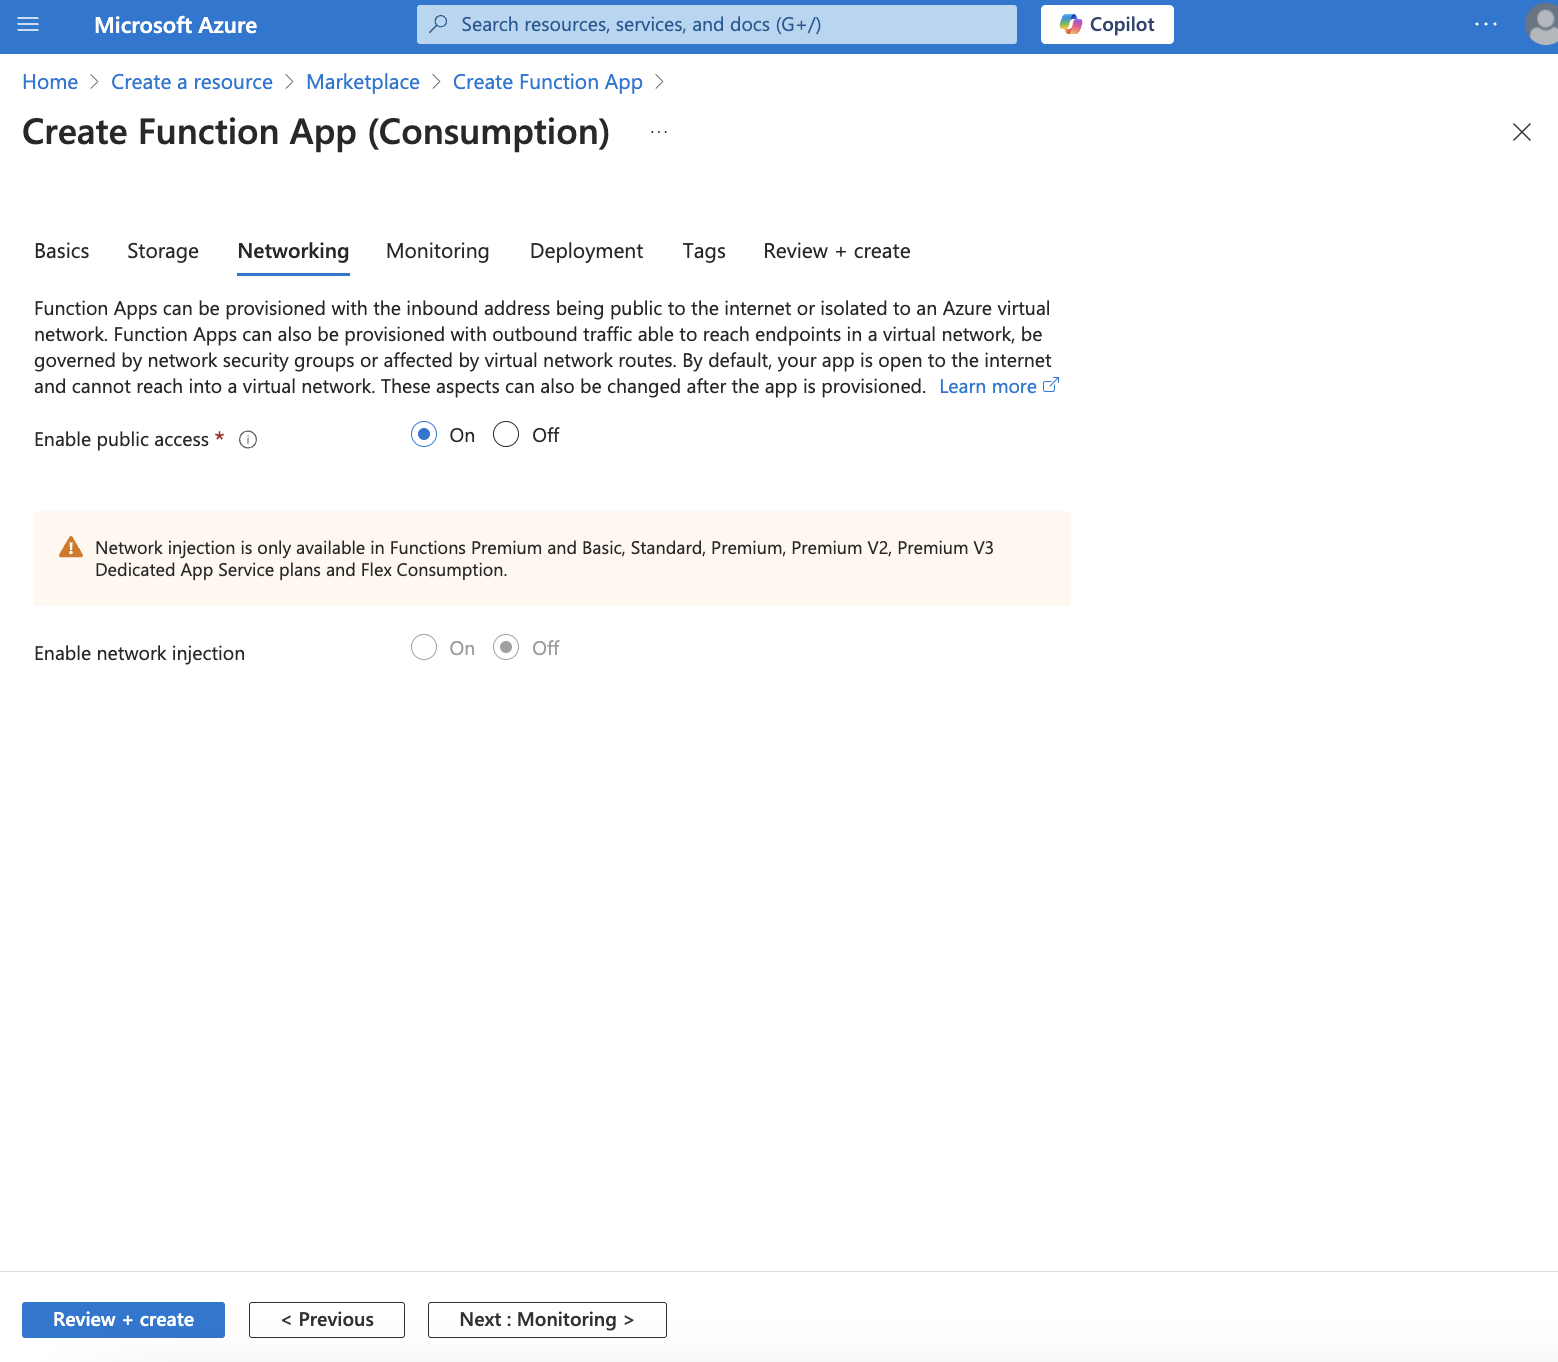 Microsoft Azure
Search resources, services, and docs (G+/)
Copilot
Home > Create a resource > Marketplace > Create Function App >
Create Function App (Consumption) ...
Basics Storage Networking Monitoring Deployment Tags Review + create
Function Apps can be provisioned with the inbound address being public to the internet or isolated to an Azure virtual
network. Function Apps can also be provisioned with outbound traffic able to reach endpoints in a virtual network, be
governed by network security groups or affected by virtual network routes. By default, your app is open to the internet
and cannot reach into a virtual network. These aspects can also be changed after the app is provisioned. Learn more
Enable public access * On Off
Network injection is only available in Functions Premium and Basic, Standard, Premium, Premium V2, Premium V3
Dedicated App Service plans and Flex Consumption.
Enable network injection On Off
Review + create < Previous Next : Monitoring >